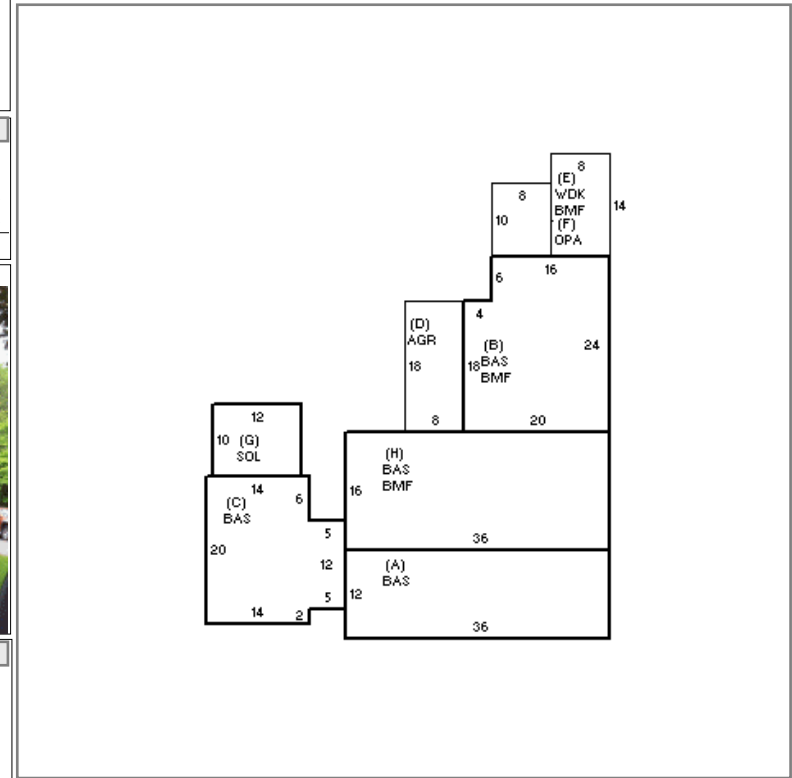 8
(E)
WDK
BMF
(F)
OPA
14
8
10
16
6
4
24
(D)
AGR
18
8
18
(B)
BAS
BMF
20
12
10 (G)
SOL
(H)
BAS
BMF
16
36
14
6
(C)
BAS
20
5
12
5
14
2
(A)
BAS
12
36